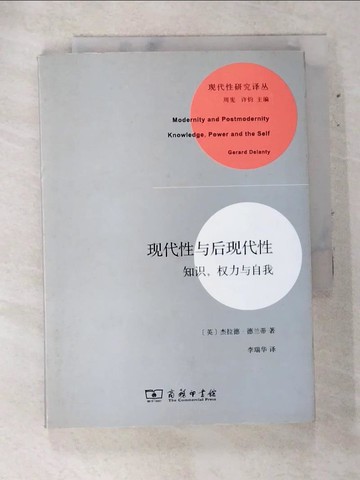 现代性研究译丛
周宪 许钧 主编
Modernity and Postmodernity
Knowledge, Power and the Self
Gerard Delanty
现代性与后现代性
知识、权力与自我
〔英〕杰拉德·德兰蒂 著
李瑞华 译
商务印书馆
The Commercial Press